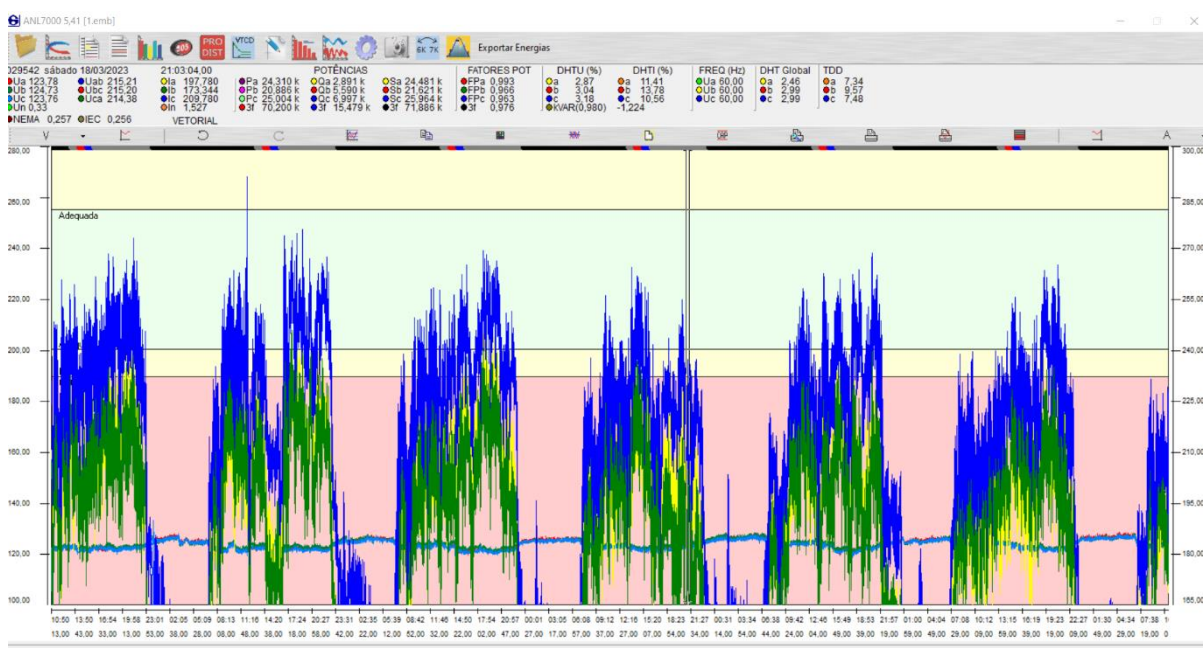 ANL7000 5,41 [1.emb]
505 PRO DIST VTCD 6K 7K Exportar Energias
029542 sábado 18/03/2023 21:03:04,00 POTÊNCIAS FATORES POT DHTU (%) DHTI (%) FREQ (Hz) DHT Global TDD
Ua 123,78 Uab 215,21 Ia 197,780 Pa 24,310 k Qa 2,891 k Sa 24,481 k FPa 0,993 a 2,87 a 11,41 Ua 60,00 a 2,46 a 7,34
Ub 124,73 Ubc 215,20 Ib 173,344 Pb 20,886 k Qb 5,590 k Sb 21,621 k FPb 0,966 b 3,04 b 13,78 Ub 60,00 b 2,99 b 9,57
Uc 123,76 Uca 214,38 Ic 209,780 Pc 25,004 k Qc 6,997 k Sc 25,964 k FPc 0,963 c 3,18 c 10,56 Uc 60,00 c 2,99 c 7,48
Un 0,33 In 1,527 3f 70,200 k 3f 15,479 k 3f 71,886 k 3f 0,976 kVAR(0,980) -1,224
NEMA 0,257 IEC 0,256 VETORIAL
V A
280,00 300,00
260,00 285,00
Adequada
240,00 270,00
220,00 255,00
200,00 240,00
180,00 225,00
160,00 210,00
140,00 195,00
120,00 180,00
100,00 165,00
10:50 13:50 16:54 19:58 23:01 02:05 05:09 08:13 11:16 14:20 17:24 20:27 23:31 02:35 05:39 08:42 11:46 14:50 17:54 20:57 00:01 03:05 06:08 09:12 12:16 15:20 18:23 21:27 00:31 03:34 06:38 09:42 12:46 15:49 18:53 21:57 01:00 04:04 07:08 10:12 13:15 16:19 19:23 22:27 01:30 04:34 07:38
13,00 43,00 33,00 13,00 53,00 38,00 28,00 08,00 48,00 38,00 18,00 58,00 42,00 22,00 12,00 52,00 32,00 22,00 02,00 47,00 27,00 07,00 57,00 37,00 27,00 07,00 54,00 34,00 14,00 54,00 44,00 24,00 04,00 49,00 39,00 19,00 59,00 49,00 29,00 09,00 59,00 39,00 29,00 09,00 49,00 29,00 19,00